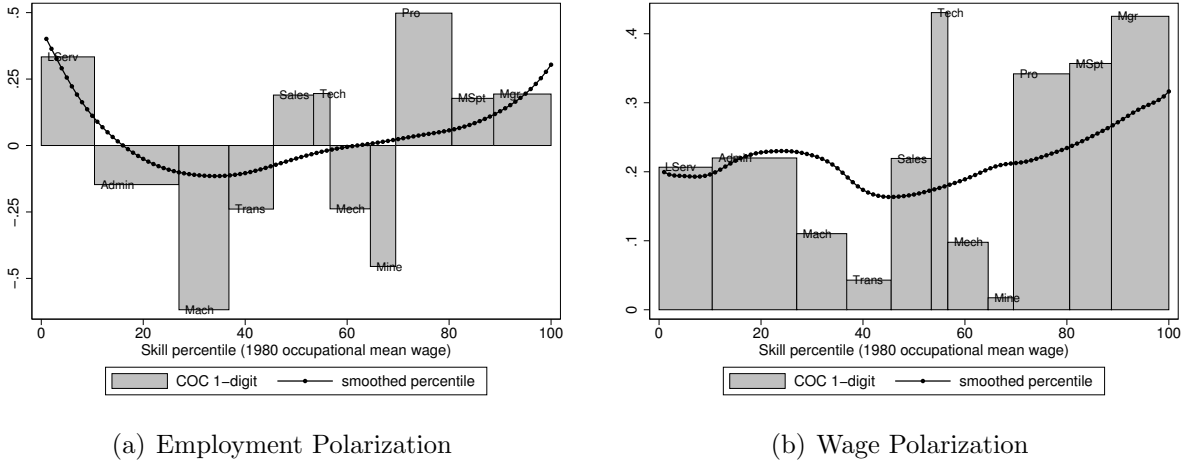 .5
.25
0
-.25
-.5
LServ
Admin
Mach
Trans
Sales
Tech
Mech
Mine
Pro
MSpt
Mgr
0 20 40 60 80 100
Skill percentile (1980 occupational mean wage)
COC 1-digit smoothed percentile
(a) Employment Polarization
.4
.3
.2
.1
0
LServ
Admin
Mach
Trans
Sales
Tech
Mech
Mine
Pro
MSpt
Mgr
0 20 40 60 80 100
Skill percentile (1980 occupational mean wage)
COC 1-digit smoothed percentile
(b) Wage Polarization